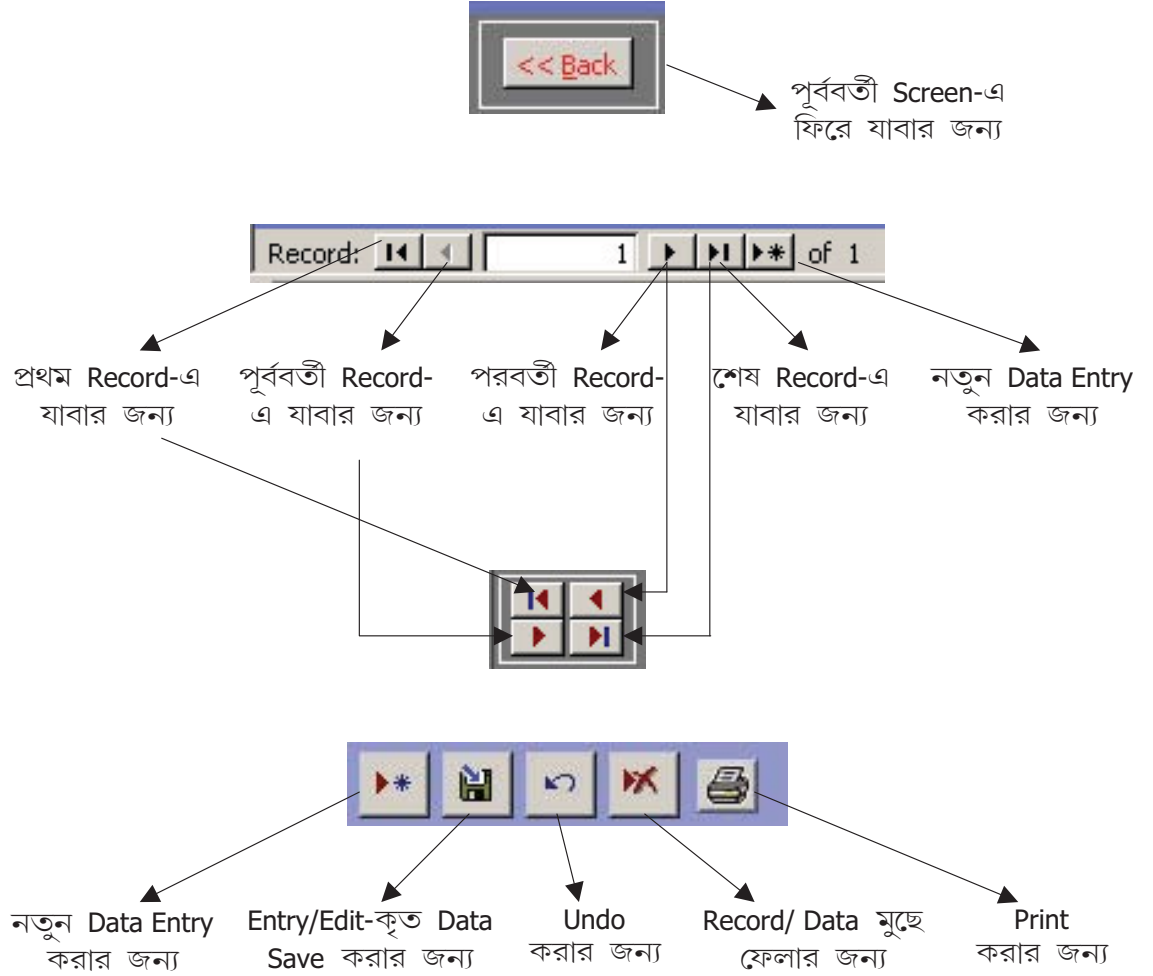 << Back
পূর্ববর্তী Screen-এ
ফিরে যাবার জন্য
Record: 1 of 1
প্রথম Record-এ
যাবার জন্য
পূর্ববর্তী Record-
এ যাবার জন্য
পরবর্তী Record-
এ যাবার জন্য
শেষ Record-এ
যাবার জন্য
নতুন Data Entry
করার জন্য
নতুন Data Entry
করার জন্য
Entry/Edit-কৃত Data
Save করার জন্য
Undo
করার জন্য
Record/ Data মুছে
ফেলার জন্য
Print
করার জন্য